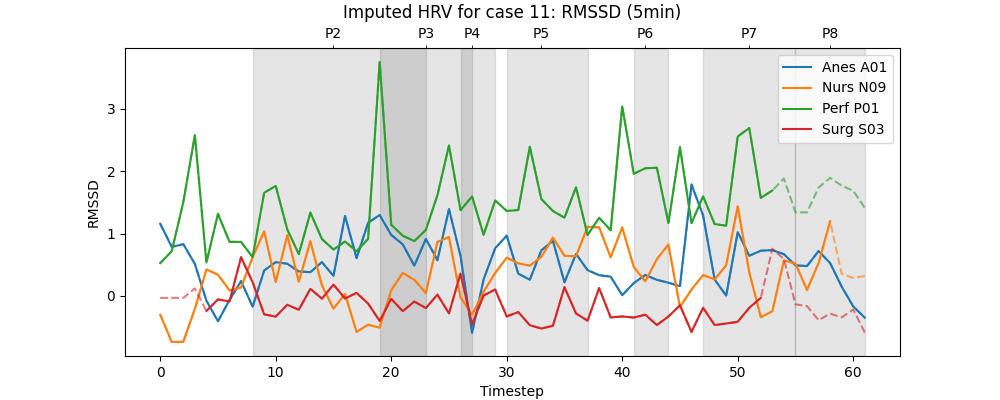 Imputed HRV for case 11: RMSSD (5min)
P2 P3 P4 P5 P6 P7 P8
Anes A01
Nurs N09
Perf P01
Surg S03
3
2
1
0
RMSSD
0 10 20 30 40 50 60
Timestep